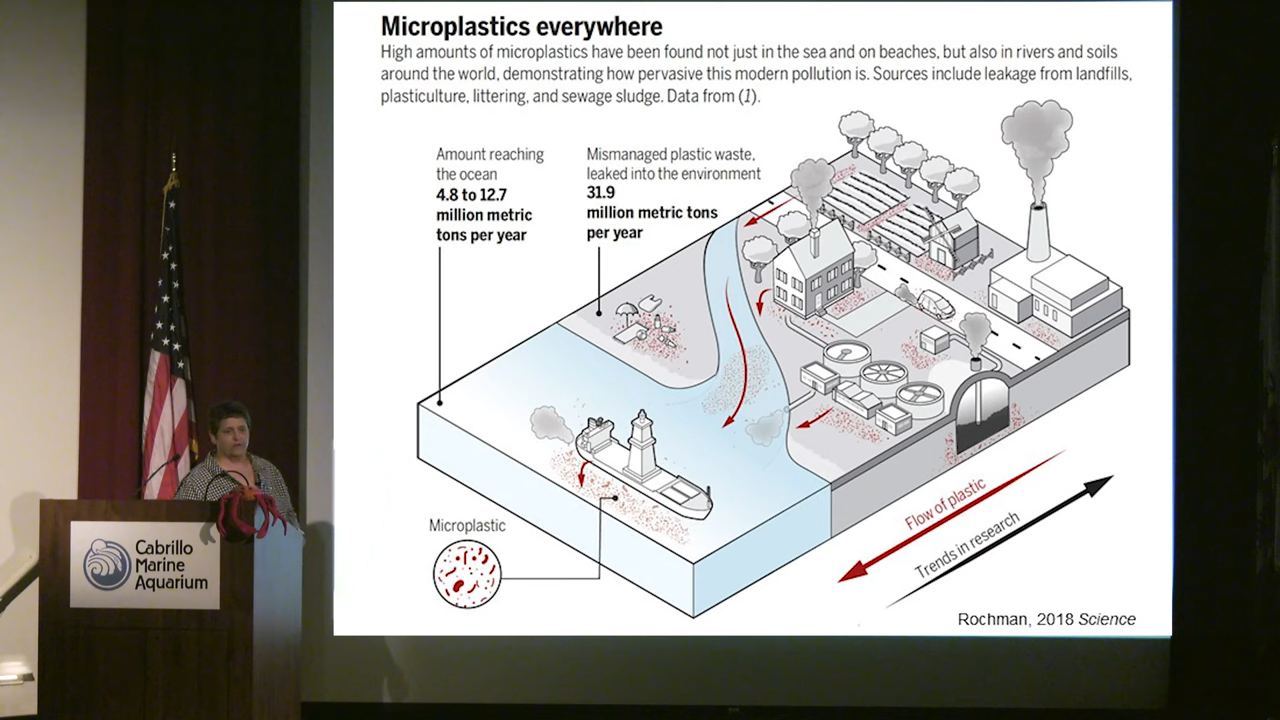 Microplastics everywhere
High amounts of microplastics have been found not just in the sea and on beaches, but also in rivers and soils
around the world, demonstrating how pervasive this modern pollution is. Sources include leakage from landfills,
plasticulture, littering, and sewage sludge. Data from (1).
Amount reaching
the ocean
4.8 to 12.7
million metric
tons per year
Mismanaged plastic waste,
leaked into the environment
31.9
million metric tons
per year
Microplastic
Flow of plastic
Trends in research
Rochman, 2018 Science
Cabrillo
Marine
Aquarium